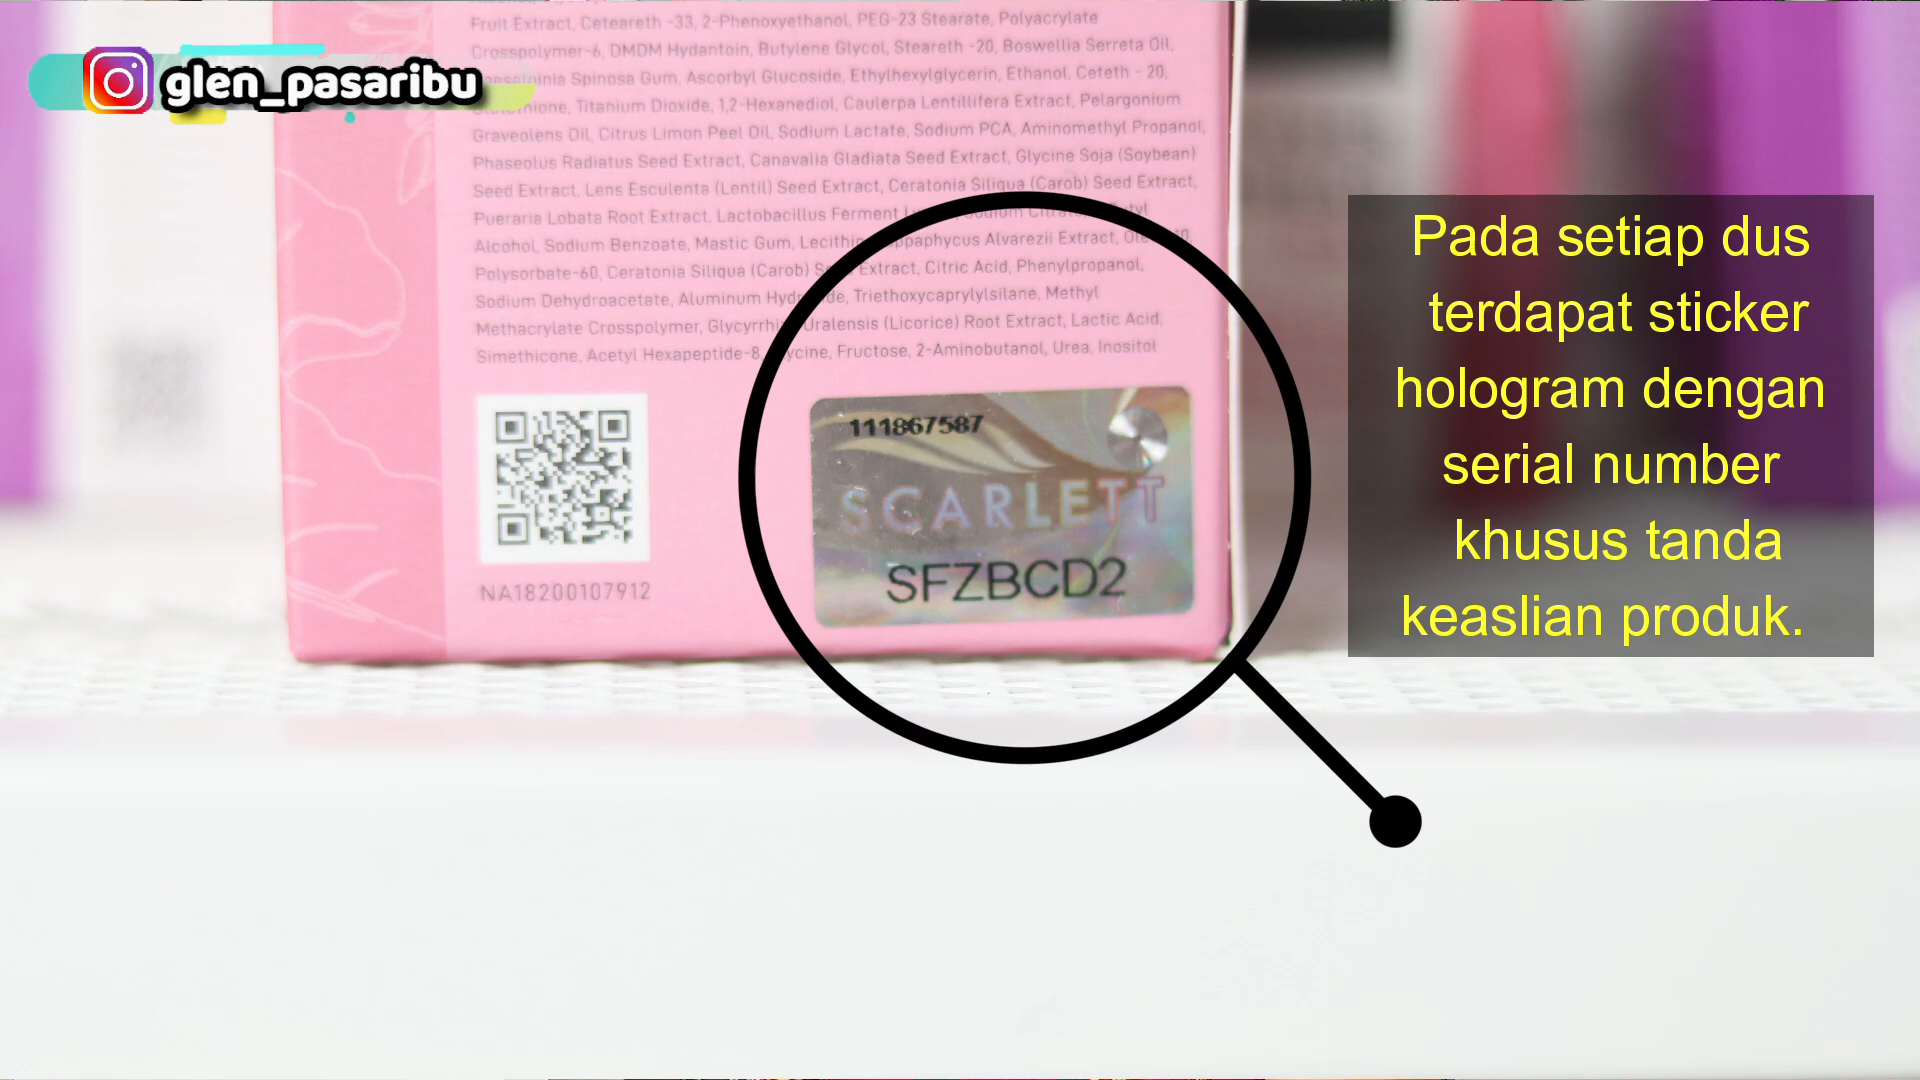 glen_pasaribu
Fruit Extract, Ceteareth -33, 2-Phenoxyethanol, PEG-23 Stearate, Polyacrylate
Crosspolymer-6, DMDM Hydantoin, Butylene Glycol, Steareth -20, Boswellia Serreta Oil,
Spinosa Gum, Ascorbyl Glucoside, Ethylhexylglycerin, Ethanol, Ceteth - 20,
Titanium Dioxide, 1,2-Hexanediol, Caulerpa Lentillifera Extract, Pelargonium
Graveolens Oil, Citrus Limon Peel Oil, Sodium Lactate, Sodium PCA, Aminomethyl Propanol,
Phaseolus Radiatus Seed Extract, Canavalia Gladiata Seed Extract, Glycine Soja (Soybean)
Seed Extract, Lens Esculenta (Lentil) Seed Extract, Ceratonia Siliqua (Carob) Seed Extract,
Pueraria Lobata Root Extract, Lactobacillus Ferment
Alcohol, Sodium Benzoate, Mastic Gum, Alvarezii Extract,
Polysorbate-60, Ceratonia Siliqua (Carob) Extract, Citric Acid, Phenylpropanol,
Sodium Dehydroacetate, Aluminum Triethoxycaprylylsilane, Methyl
Methacrylate Crosspolymer, Uralensis (Licorice) Root Extract, Lactic Acid,
Simethicone, Acetyl Hexapeptide-8, Fructose, 2-Aminobutanol, Urea, Inositol
NA18200107912
111867587
SCARLETT
SFZBCD2
Pada setiap dus
terdapat sticker
hologram dengan
serial number
khusus tanda
keaslian produk.